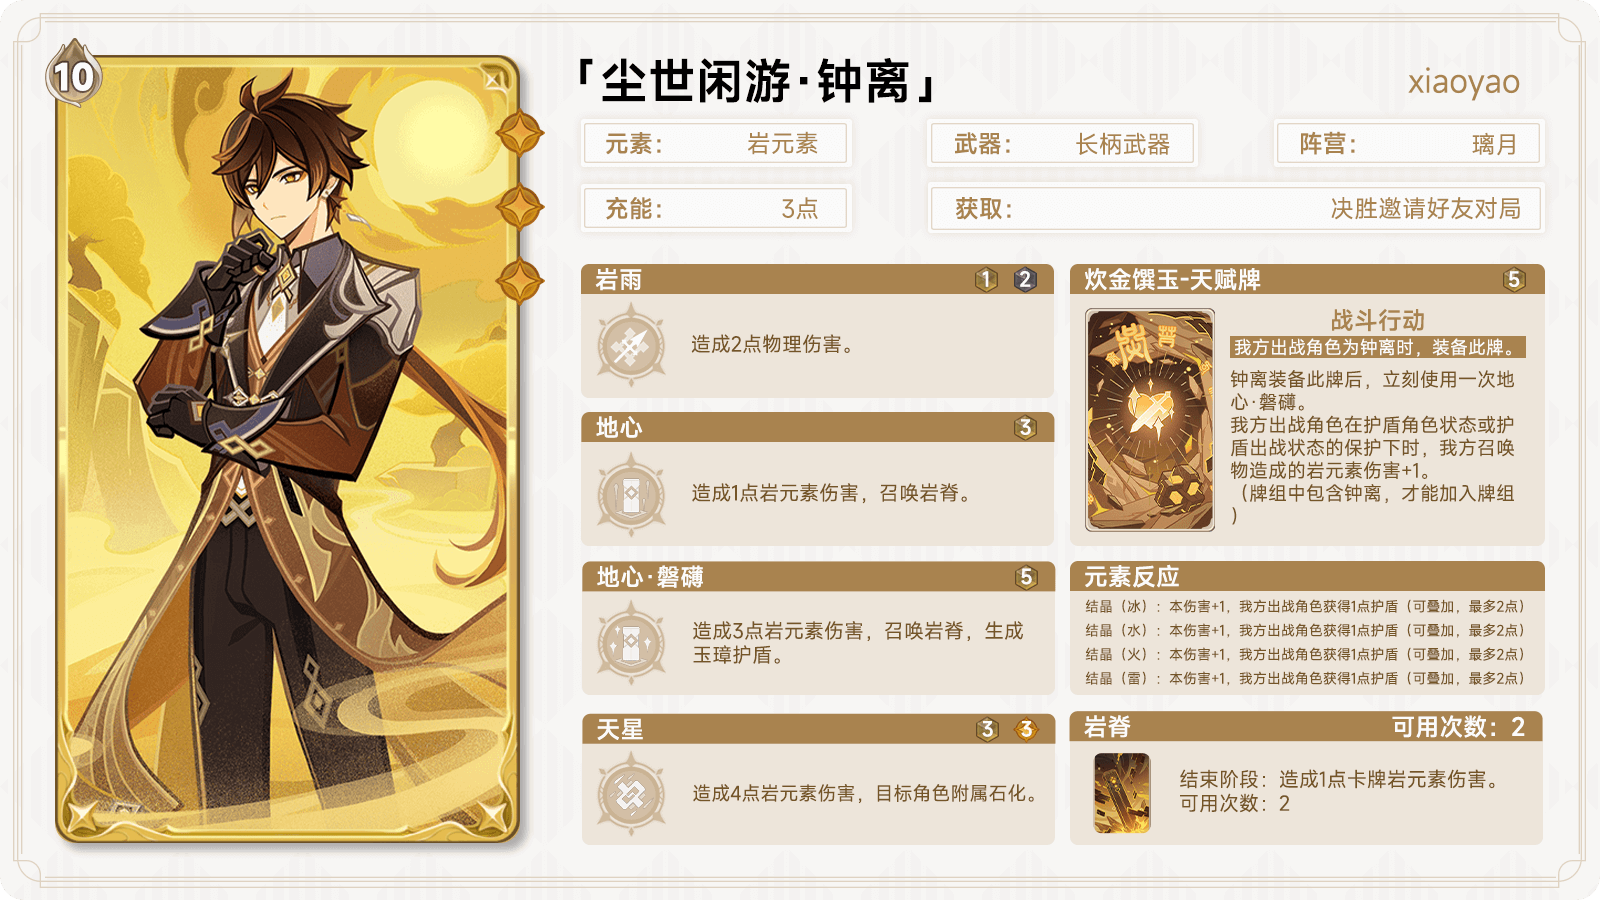 10
「尘世闲游·钟离」
xiaoyao
元素： 岩元素
武器： 长柄武器
阵营： 璃月
充能： 3点
获取： 决胜邀请好友对局
岩雨 1 2
造成2点物理伤害。
地心 3
造成1点岩元素伤害，召唤岩脊。
地心·磐礴 5
造成3点岩元素伤害，召唤岩脊，生成
玉璋护盾。
天星 3 3
造成4点岩元素伤害，目标角色附属石化。
炊金馔玉-天赋牌 5
战斗行动
我方出战角色为钟离时，装备此牌。
钟离装备此牌后，立刻使用一次地
心·磐礴。
我方出战角色在护盾角色状态或护
盾出战状态的保护下时，我方召唤
物造成的岩元素伤害+1。
（牌组中包含钟离，才能加入牌组
）
元素反应
结晶（冰）：本伤害+1，我方出战角色获得1点护盾（可叠加，最多2点）
结晶（水）：本伤害+1，我方出战角色获得1点护盾（可叠加，最多2点）
结晶（火）：本伤害+1，我方出战角色获得1点护盾（可叠加，最多2点）
结晶（雷）：本伤害+1，我方出战角色获得1点护盾（可叠加，最多2点）
岩脊 可用次数：2
结束阶段：造成1点卡牌岩元素伤害。
可用次数：2